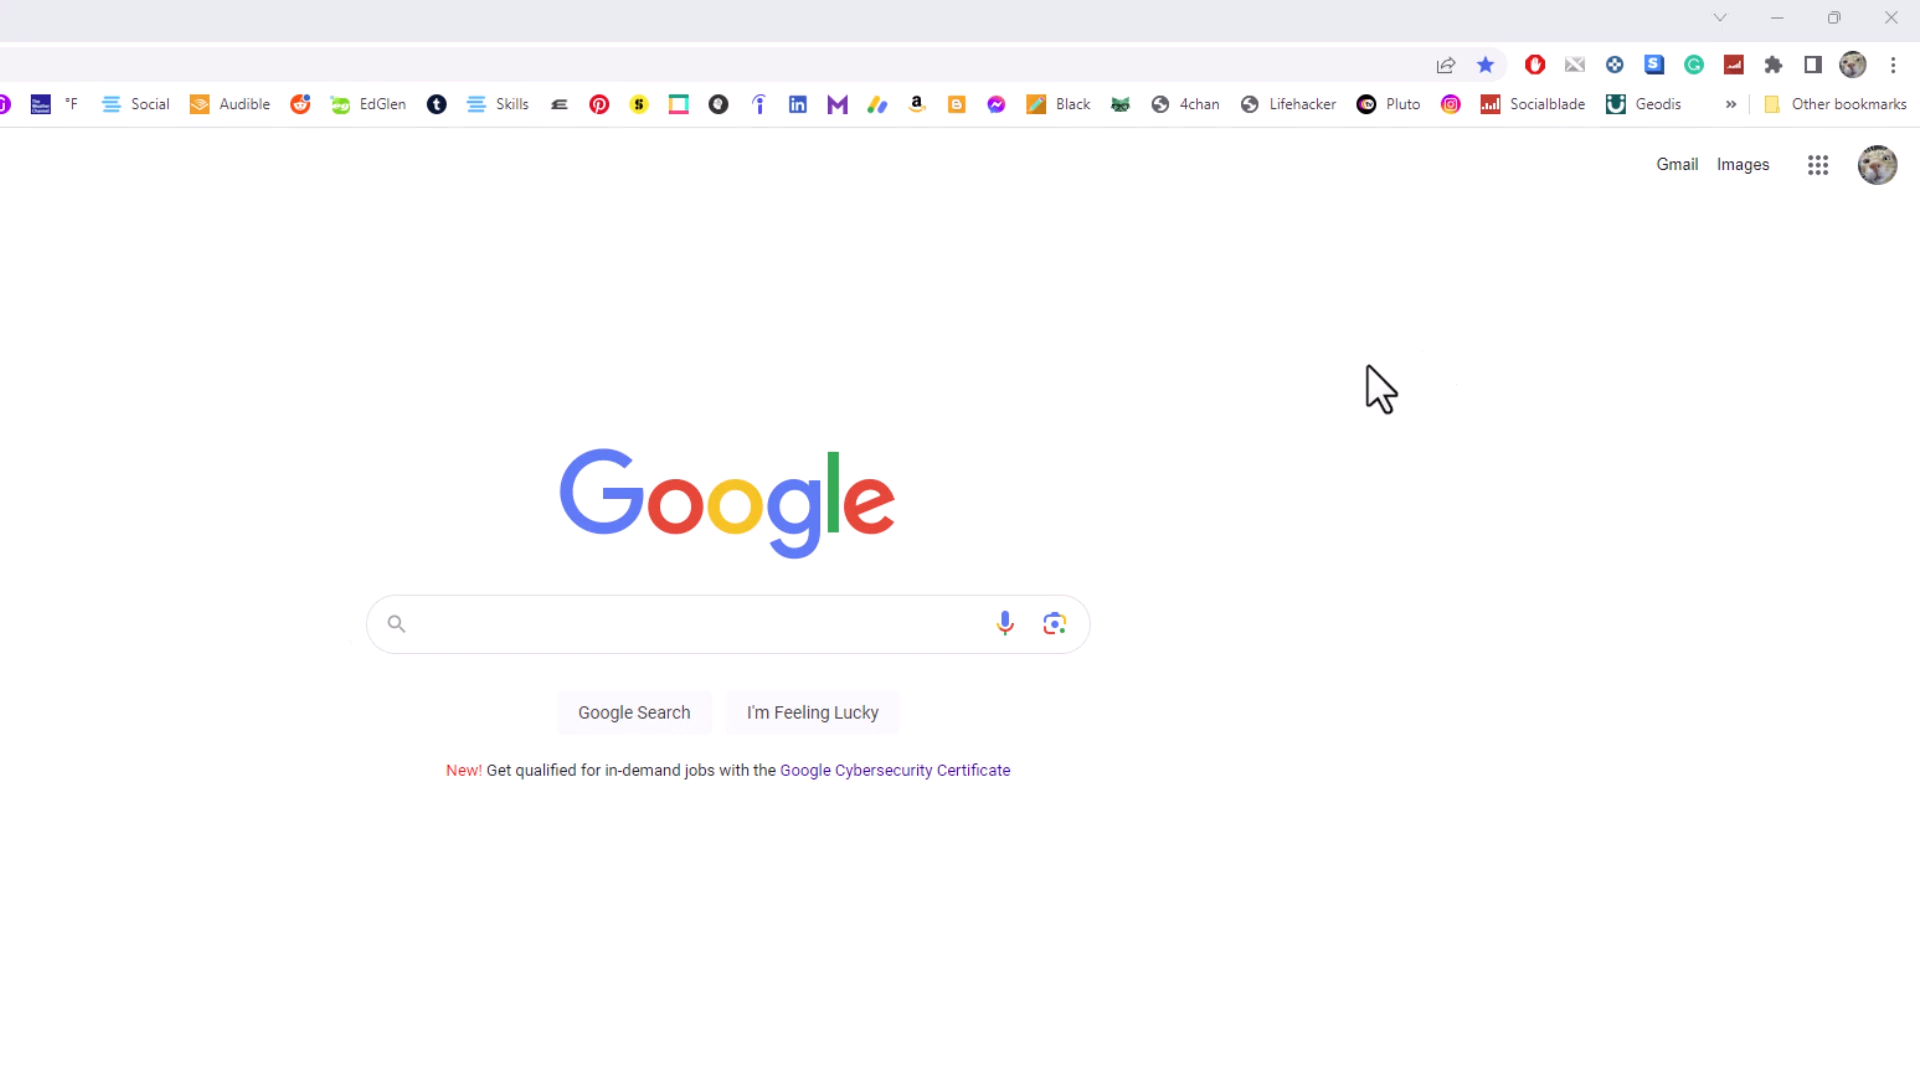 °F Social Audible EdGlen Skills Black 4chan Lifehacker Pluto Socialblade Geodis » Other bookmarks
Gmail Images
Google
Google Search I'm Feeling Lucky
New! Get qualified for in-demand jobs with the Google Cybersecurity Certificate